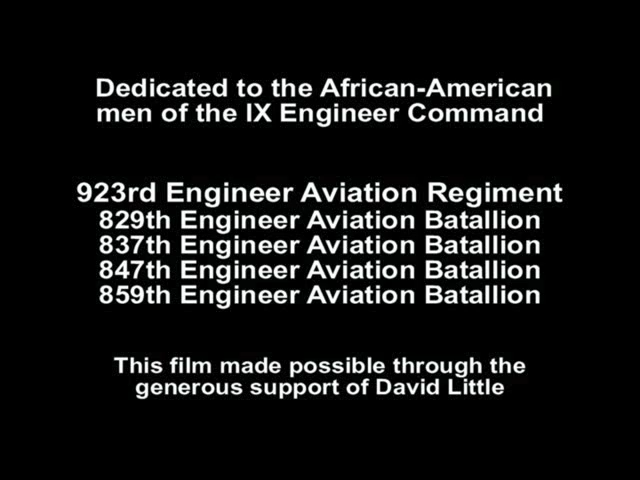 Dedicated to the African-American
men of the IX Engineer Command
923rd Engineer Aviation Regiment
829th Engineer Aviation Batallion
837th Engineer Aviation Batallion
847th Engineer Aviation Batallion
859th Engineer Aviation Batallion
This film made possible through the
generous support of David Little